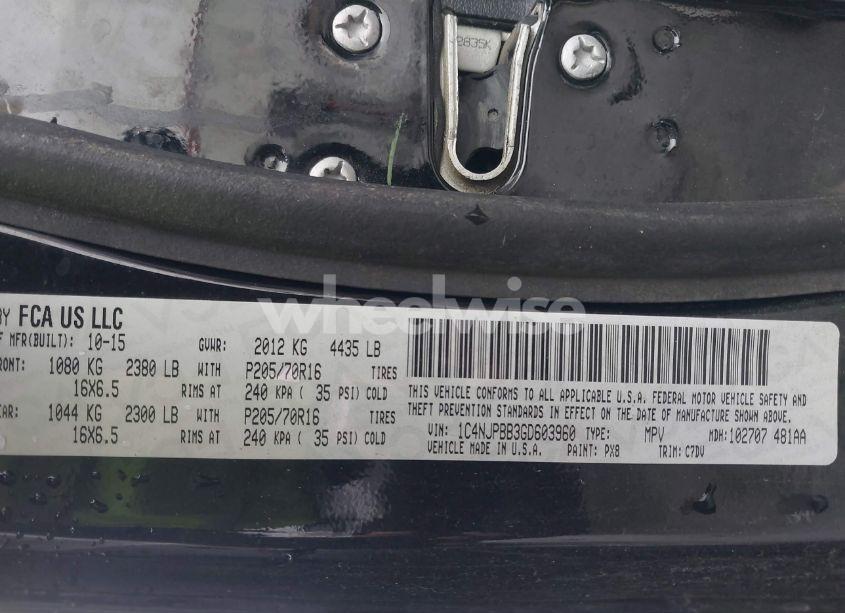 2835K
wheelwise
BY FCA US LLC
F MFR(BUILT): 10-15 GVWR: 2012 KG 4435 LB
FRONT: 1080 KG 2380 LB WITH P205/70R16 TIRES
16X6.5 RIMS AT 240 KPA ( 35 PSI) COLD
EAR: 1044 KG 2300 LB WITH P205/70R16 TIRES
16X6.5 RIMS AT 240 KPA ( 35 PSI) COLD
THIS VEHICLE CONFORMS TO ALL APPLICABLE U.S.A. FEDERAL MOTOR VEHICLE SAFETY AND
THEFT PREVENTION STANDARDS IN EFFECT ON THE DATE OF MANUFACTURE SHOWN ABOVE.
VIN: 1C4NJPBB3GD603960 TYPE: MPV MDH: 102707 481AA
VEHICLE MADE IN U.S.A. PAINT: PX8 TRIM: C7DV